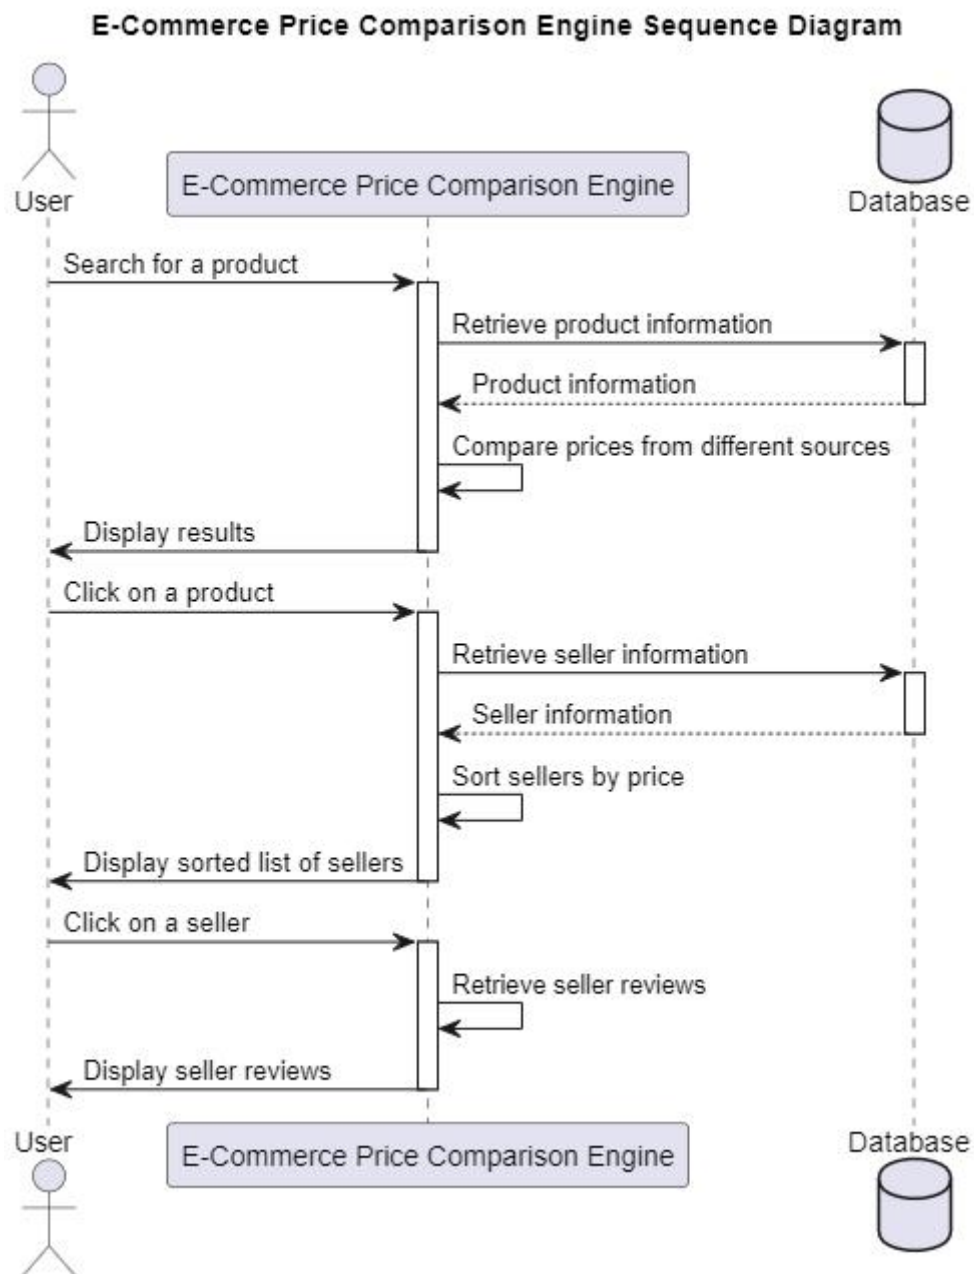 E-Commerce Price Comparison Engine Sequence Diagram
User
E-Commerce Price Comparison Engine
Database
Search for a product
Retrieve product information
Product information
Compare prices from different sources
Display results
Click on a product
Retrieve seller information
Seller information
Sort sellers by price
Display sorted list of sellers
Click on a seller
Retrieve seller reviews
Display seller reviews
User
E-Commerce Price Comparison Engine
Database